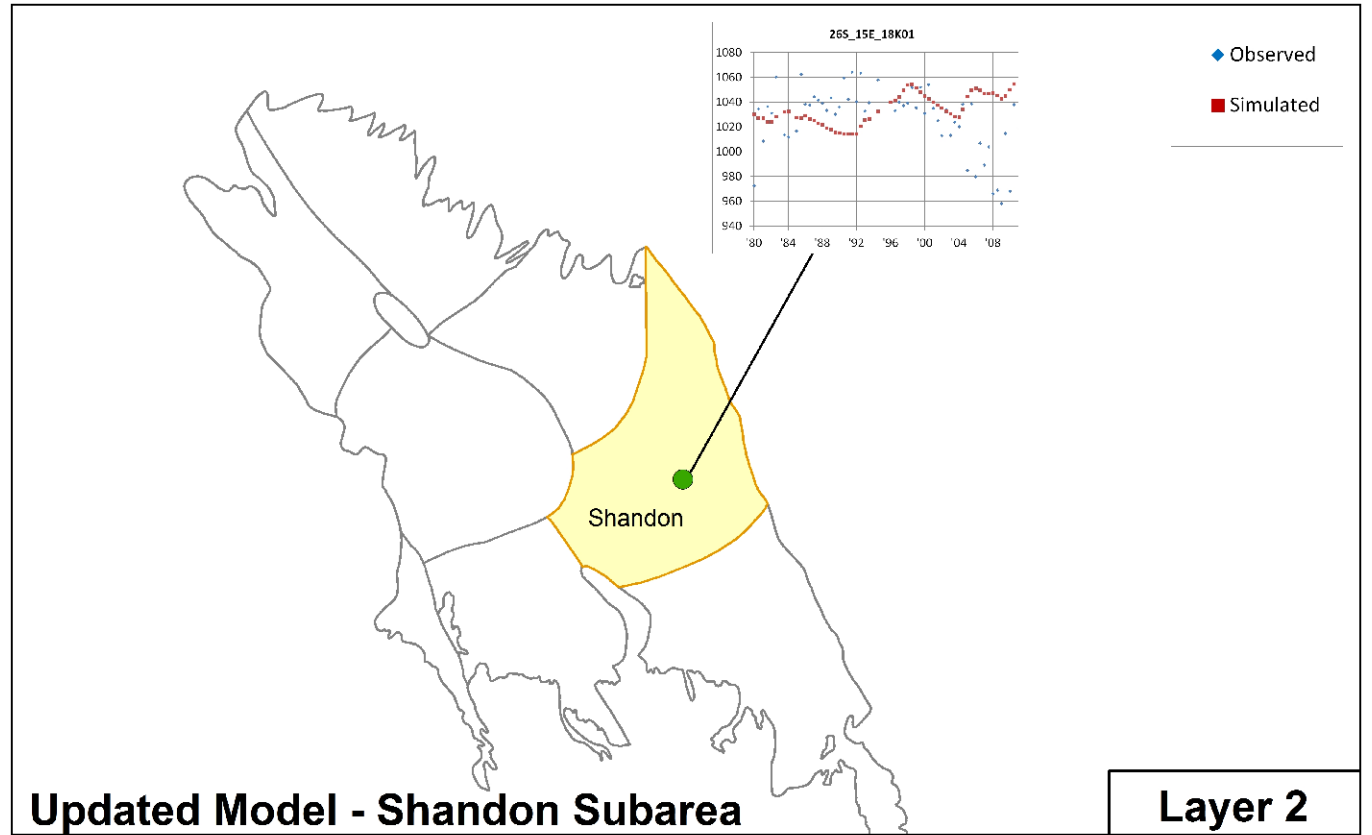 26S_15E_18K01
1080
1060
1040
1020
1000
980
960
940
'80 '84 '88 '92 '96 '00 '04 '08
Observed
Simulated
Shandon
Updated Model - Shandon Subarea
Layer 2